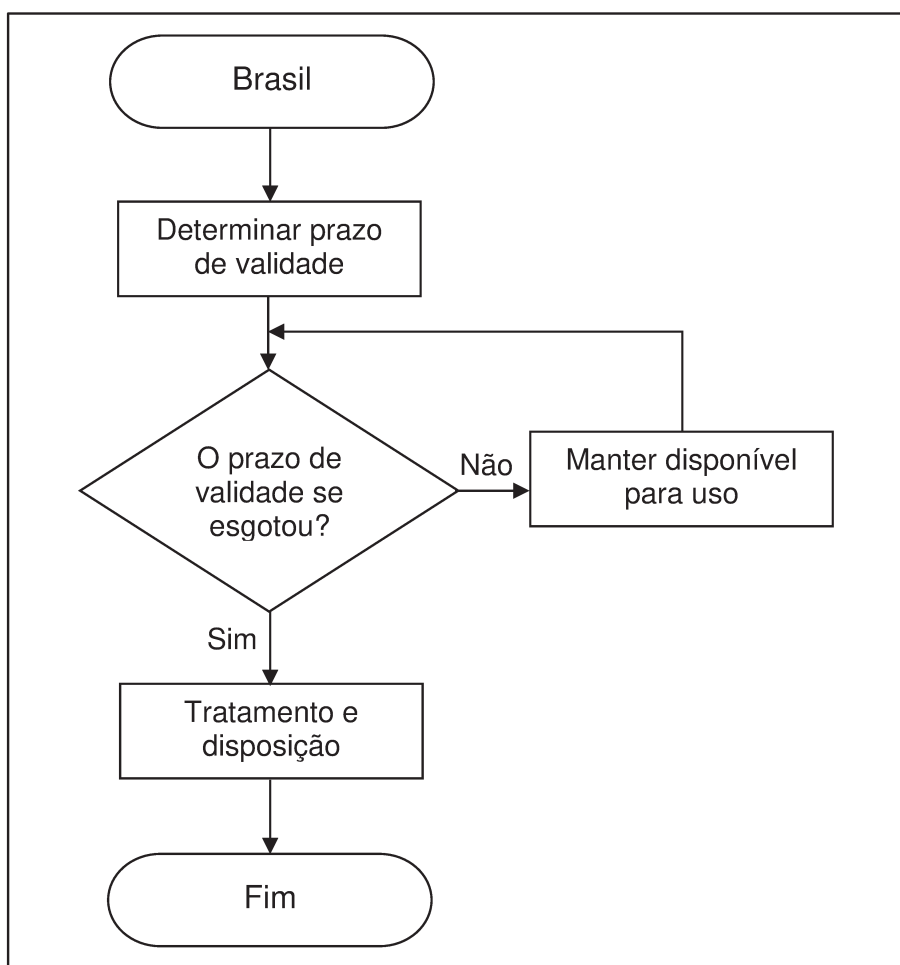 Brasil
Determinar prazo
de validade
O prazo de
validade se
esgotou?
Não
Manter disponível
para uso
Sim
Tratamento e
disposição
Fim